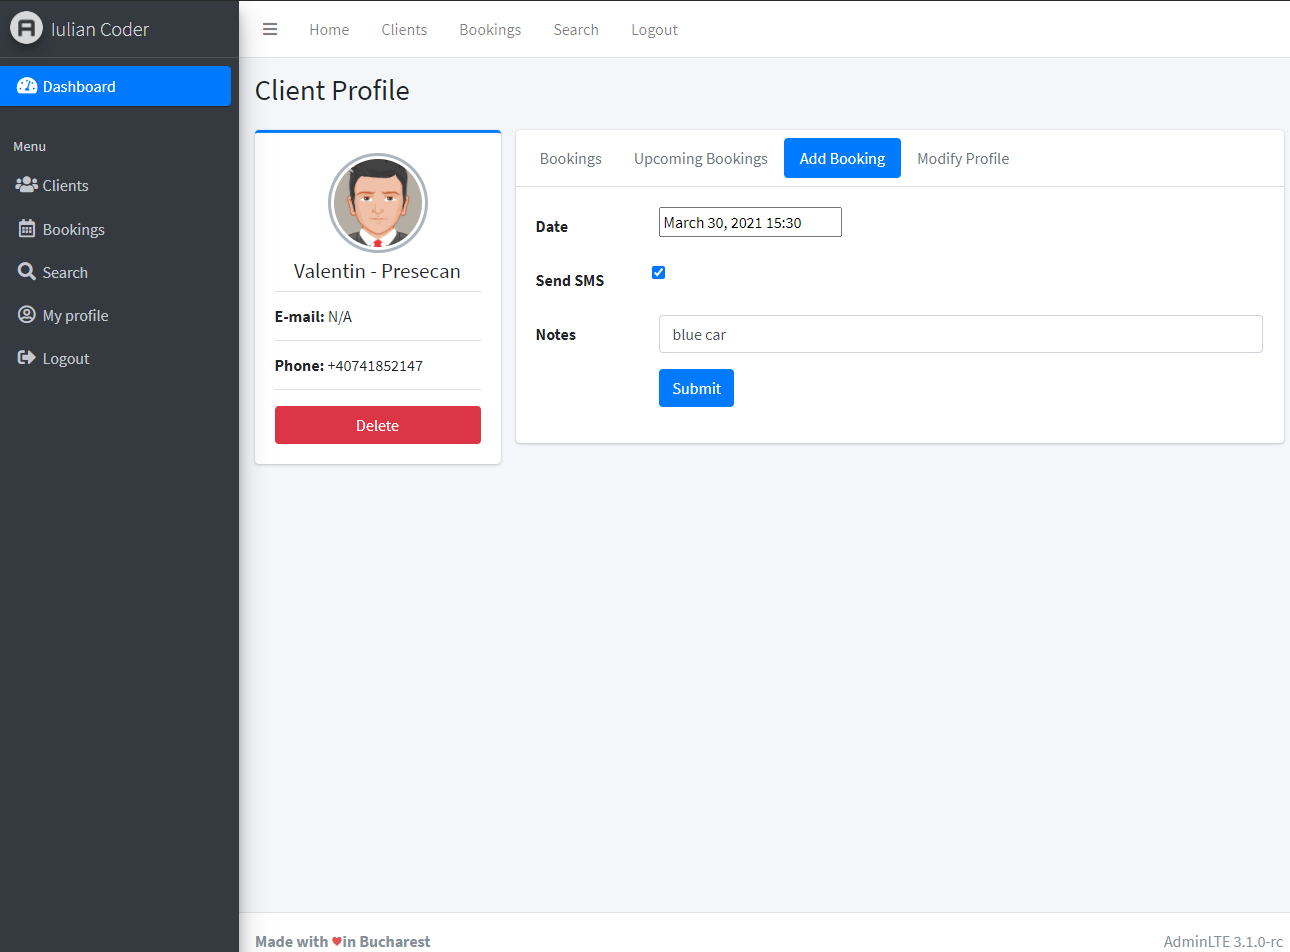 Iulian Coder
Home Clients Bookings Search Logout
Dashboard
Menu
Clients
Bookings
Search
My profile
Logout
Client Profile
Valentin - Presecan
E-mail: N/A
Phone: +40741852147
Delete
Bookings Upcoming Bookings Add Booking Modify Profile
Date March 30, 2021 15:30
Send SMS
Notes blue car
Submit
Made with ❤in Bucharest
AdminLTE 3.1.0-rc